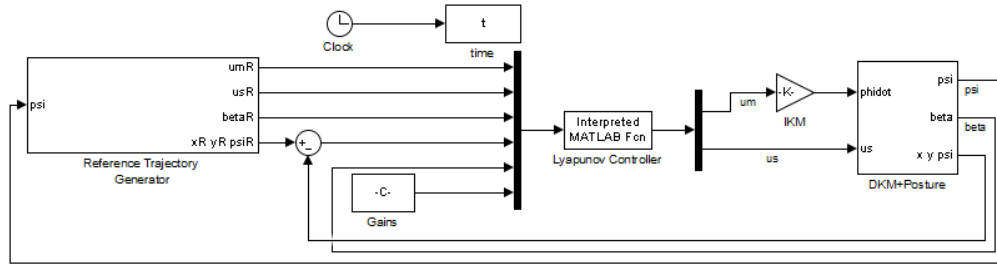 t
Clock
time
umR
psi
usR
betaR
xR yR psiR
Reference Trajectory
Generator
+
-
-C-
Gains
Interpreted
MATLAB Fcn
Lyapunov Controller
um
us
-K-
IKM
phidot
us
psi
beta
x y psi
DKM+Posture
psi
beta